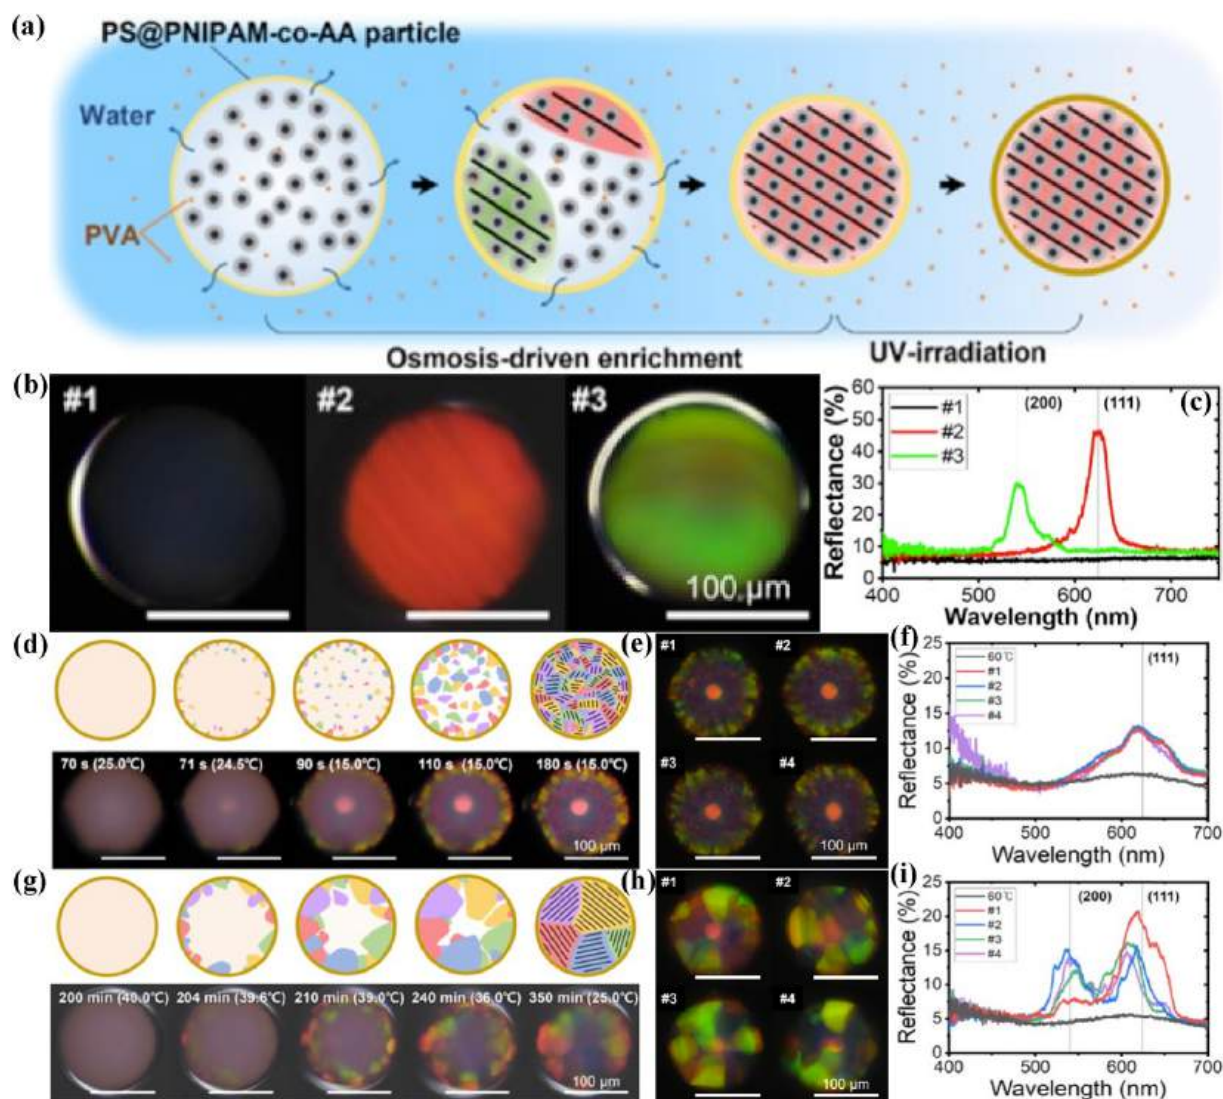 (a)
PS@PNIPAM-co-AA particle
Water
PVA
Osmosis-driven enrichment
UV-irradiation
(b)
#1
#2
#3
100 µm
(c)
60
50
40
30
20
10
0
Reflectance (%)
#1
#2
#3
(200)
(111)
400
500
600
700
Wavelength (nm)
(d)
70 s (25.0℃)
71 s (24.5℃)
90 s (15.0℃)
110 s (15.0℃)
180 s (15.0℃)
100 µm
(e)
#1
#2
#3
#4
100 µm
(f)
25
20
15
10
5
0
Reflectance (%)
60℃
#1
#2
#3
#4
(111)
400
500
600
700
Wavelength (nm)
(g)
200 min (40.0℃)
204 min (39.6℃)
210 min (39.0℃)
240 min (36.0℃)
350 min (25.0℃)
100 µm
(h)
#1
#2
#3
#4
100 µm
(i)
25
20
15
10
5
0
Reflectance (%)
60℃
#1
#2
#3
#4
(200)
(111)
400
500
600
700
Wavelength (nm)